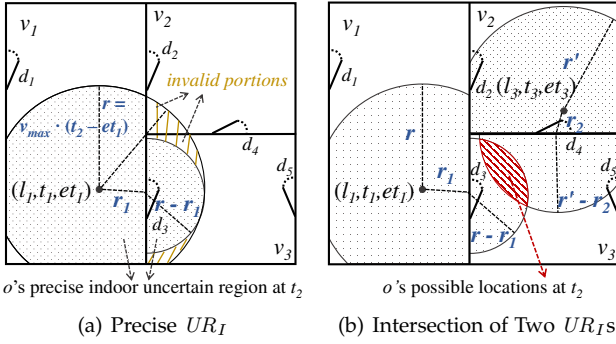 v1
v2
d1
d2
invalid portions
r =
vmax · (t2 – et1)
d4
d5
(l1,t1,et1)
r1
r - r1
d3
v3
o's precise indoor uncertain region at t2
(a) Precise URI
v1
v2
r'
d1
d2
(l3,t3,et3)
r2
r
d4
d3
d5
(l1,t1,et1)
r1
r' - r2
r - r1
v3
o's possible locations at t2
(b) Intersection of Two URIs